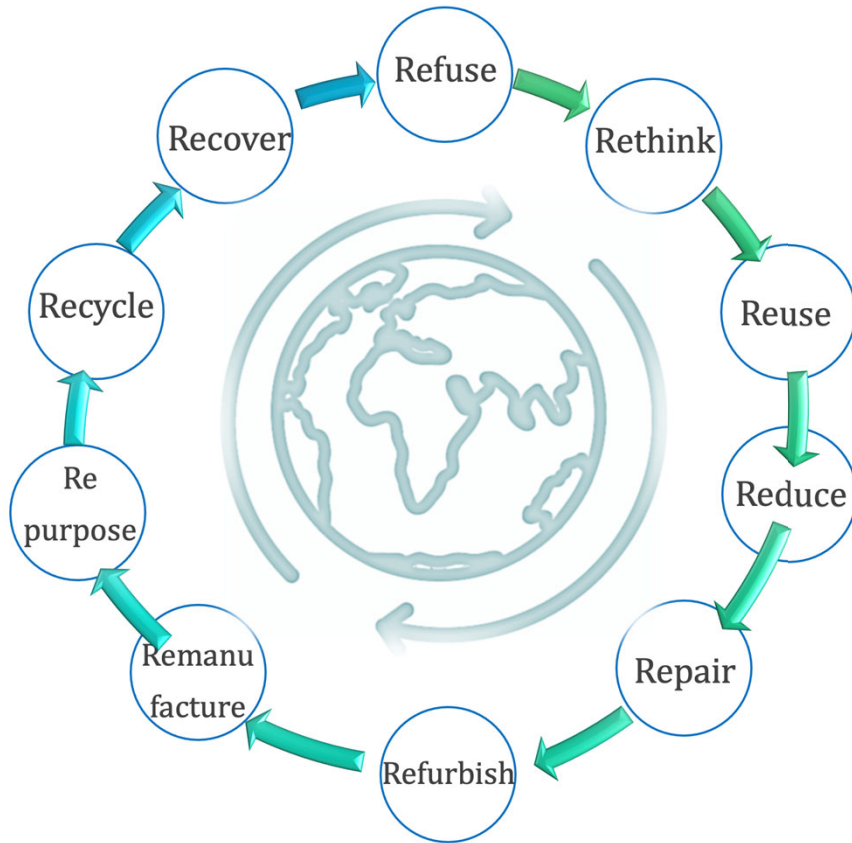 Refuse
Rethink
Reuse
Reduce
Repair
Refurbish
Remanu
facture
Re
purpose
Recycle
Recover